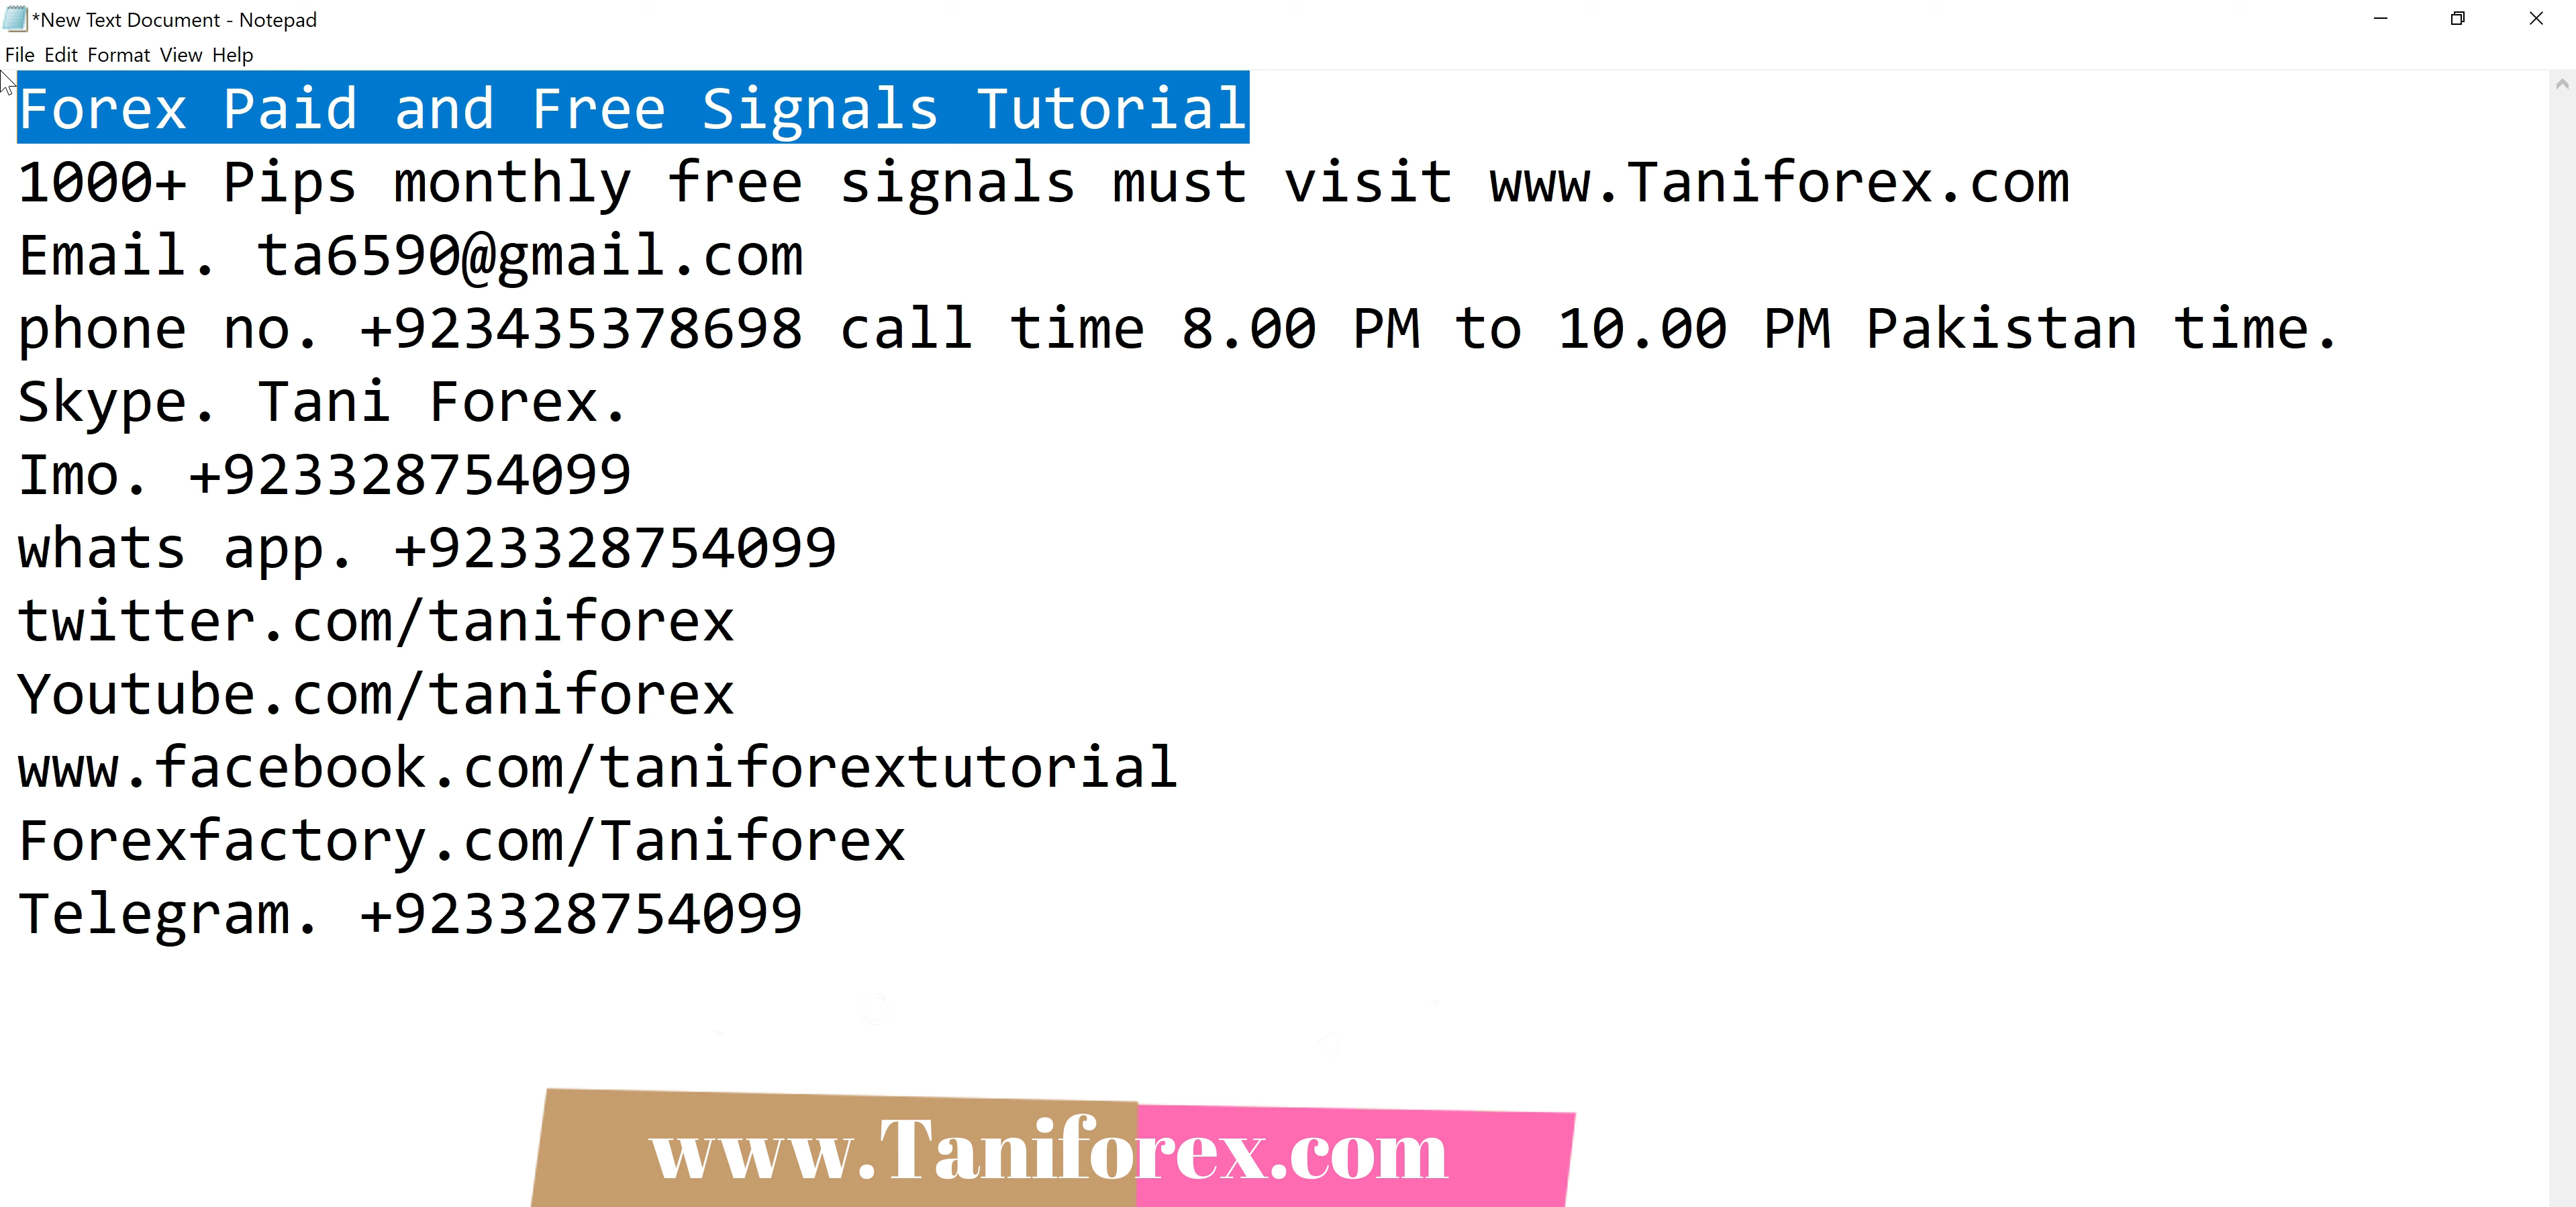 *New Text Document - Notepad
File Edit Format View Help
Forex Paid and Free Signals Tutorial
1000+ Pips monthly free signals must visit www.Taniforex.com
Email. ta6590@gmail.com
phone no. +923435378698 call time 8.00 PM to 10.00 PM Pakistan time.
Skype. Tani Forex.
Imo. +923328754099
whats app. +923328754099
twitter.com/taniforex
Youtube.com/taniforex
www.facebook.com/taniforextutorial
Forexfactory.com/Taniforex
Telegram. +923328754099
www.Taniforex.com